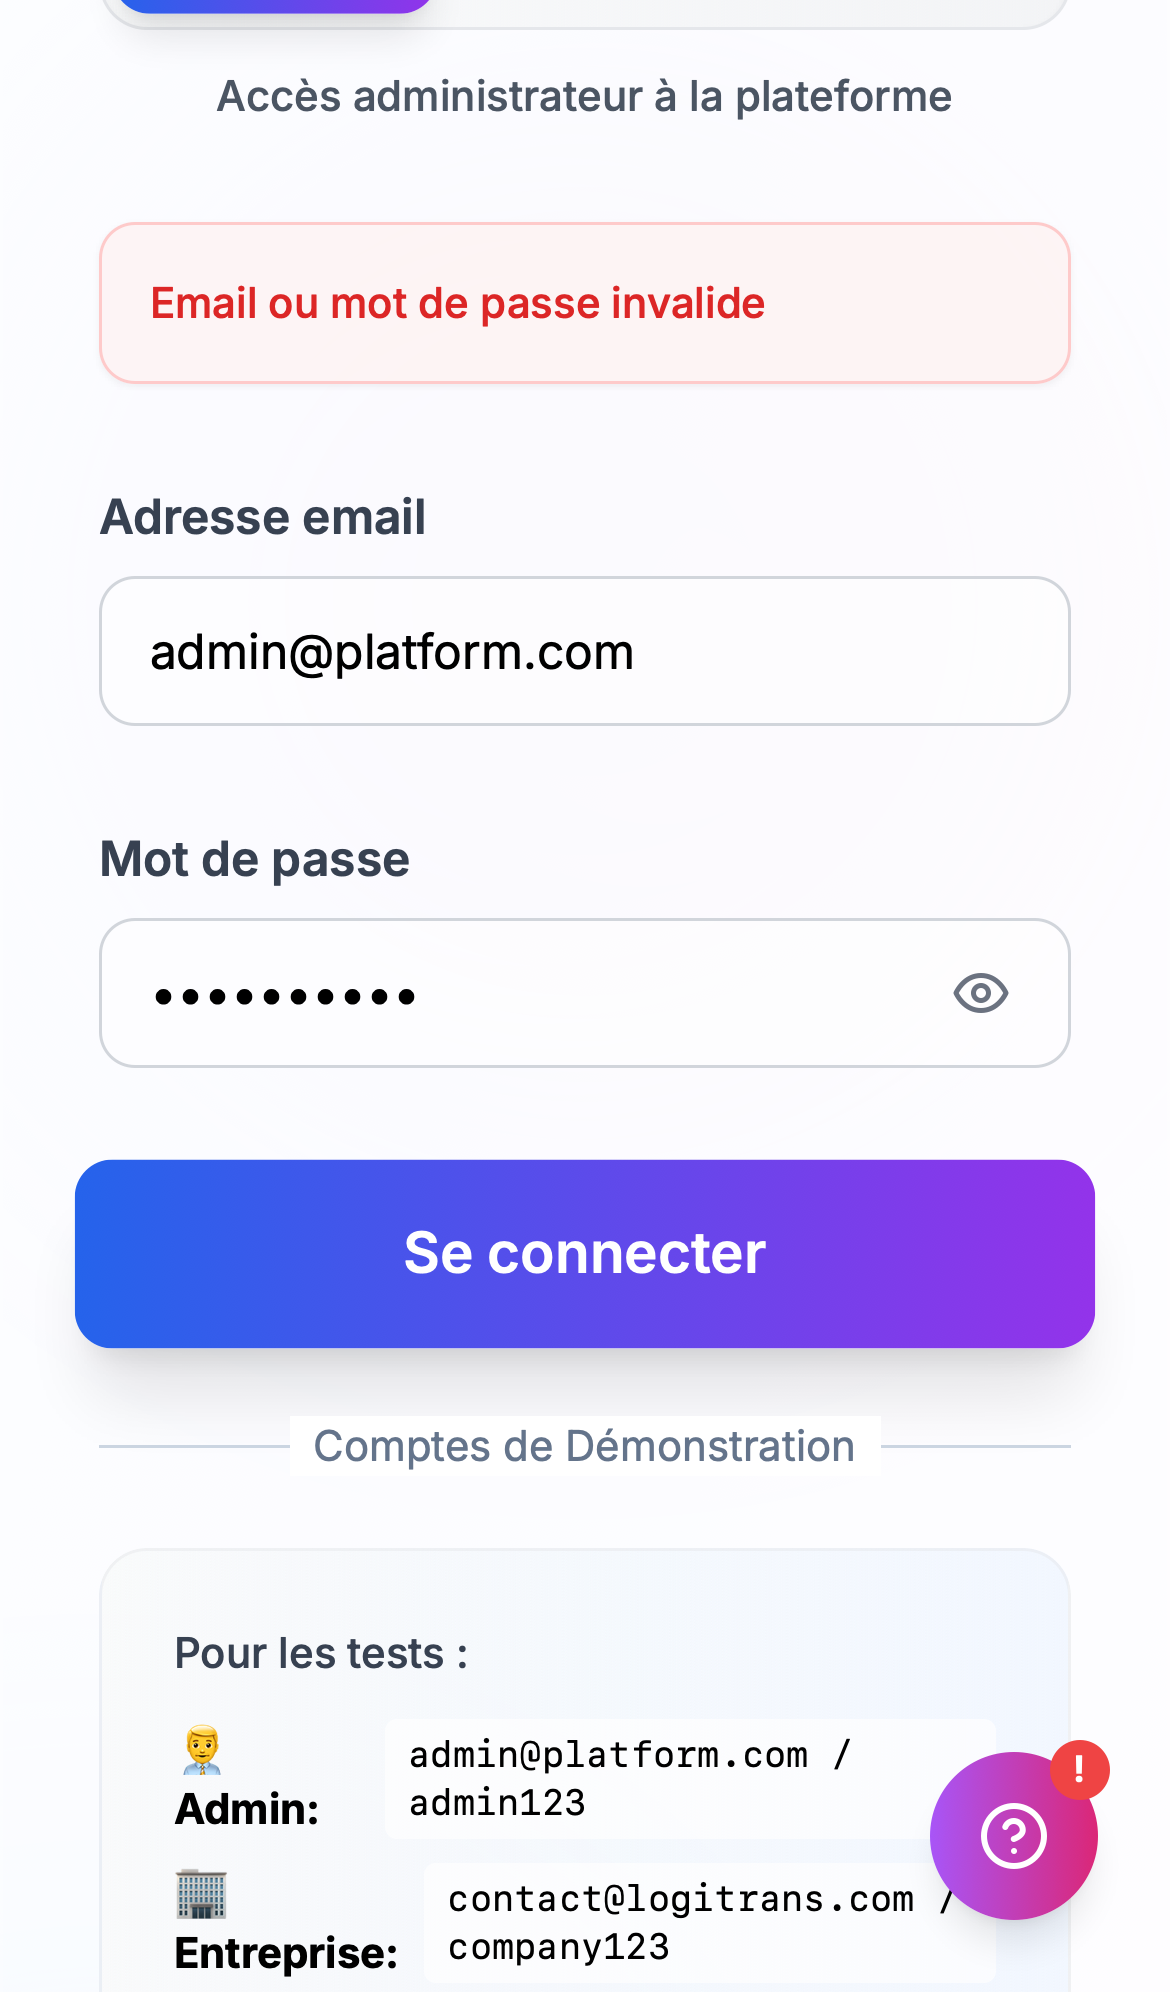 Accès administrateur à la plateforme
Email ou mot de passe invalide
Adresse email
admin@platform.com
Mot de passe
••••••••••
Se connecter
Comptes de Démonstration
Pour les tests :
admin@platform.com /
Admin:
admin123
!
?
contact@logitrans.com /
Entreprise:
company123